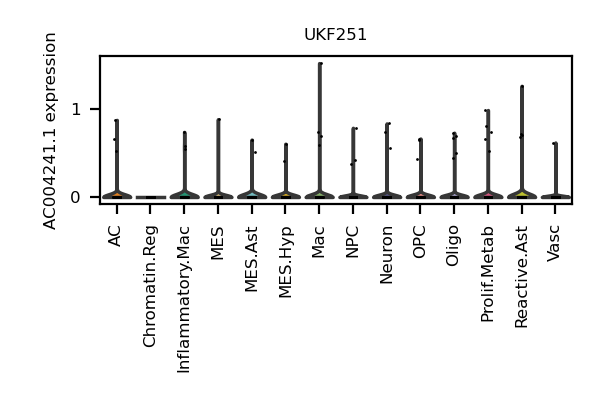 UKF251
AC004241.1 expression
1
0
AC
Chromatin.Reg
Inflammatory.Mac
MES
MES.Ast
MES.Hyp
Mac
NPC
Neuron
OPC
Oligo
Prolif.Metab
Reactive.Ast
Vasc